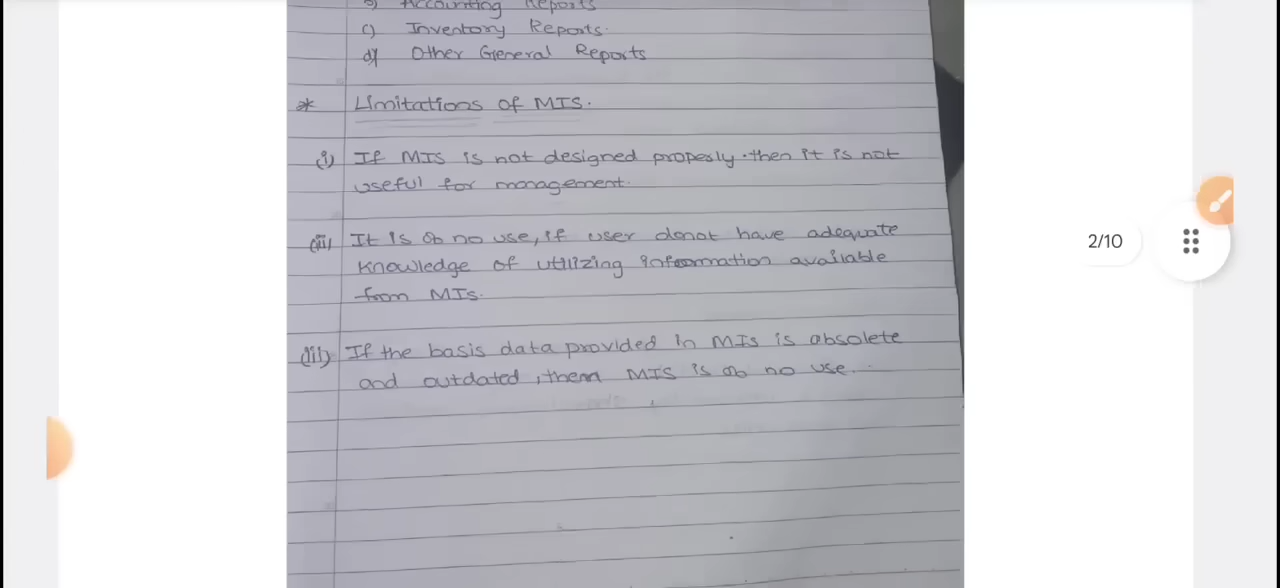 b) Accounting Reports
c) Inventory Reports.
d) Other General Reports
* Limitations of MIS.
(i) If MIS is not designed properly. then it is not
useful for management.
(ii) It is of no use, if user donot have adequate
knowledge of utilizing information available
from MIS.
(iii) If the basis data provided in MIS is absolete
and outdated, then MIS is of no use.
2/10